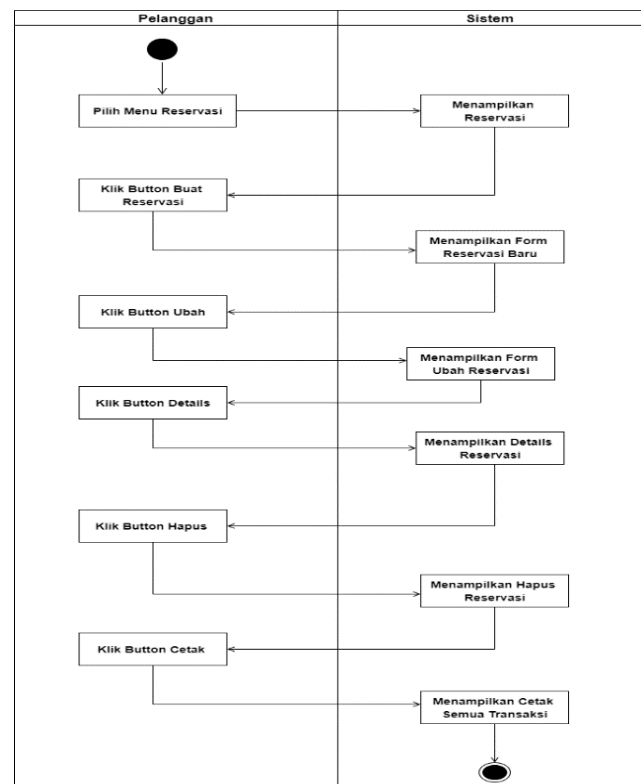 Pelanggan
Sistem
Pilih Menu Reservasi
Menampilkan
Reservasi
Klik Button Buat
Reservasi
Menampilkan Form
Reservasi Baru
Klik Button Ubah
Menampilkan Form
Ubah Reservasi
Klik Button Details
Menampilkan Details
Reservasi
Klik Button Hapus
Menampilkan Hapus
Reservasi
Klik Button Cetak
Menampilkan Cetak
Semua Transaksi